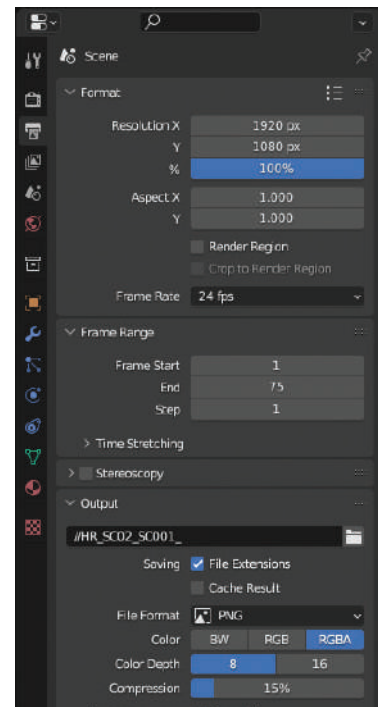 Scene
Format
Resolution X 1920 px
Y 1080 px
% 100%
Aspect X 1.000
Y 1.000
Render Region
Crop to Render Region
Frame Rate 24 fps
Frame Range
Frame Start 1
End 75
Step 1
Time Stretching
Stereoscopy
Output
//HR_SC02_SC001_
Saving File Extensions
Cache Result
File Format PNG
Color BW RGB RGBA
Color Depth 8 16
Compression 15%